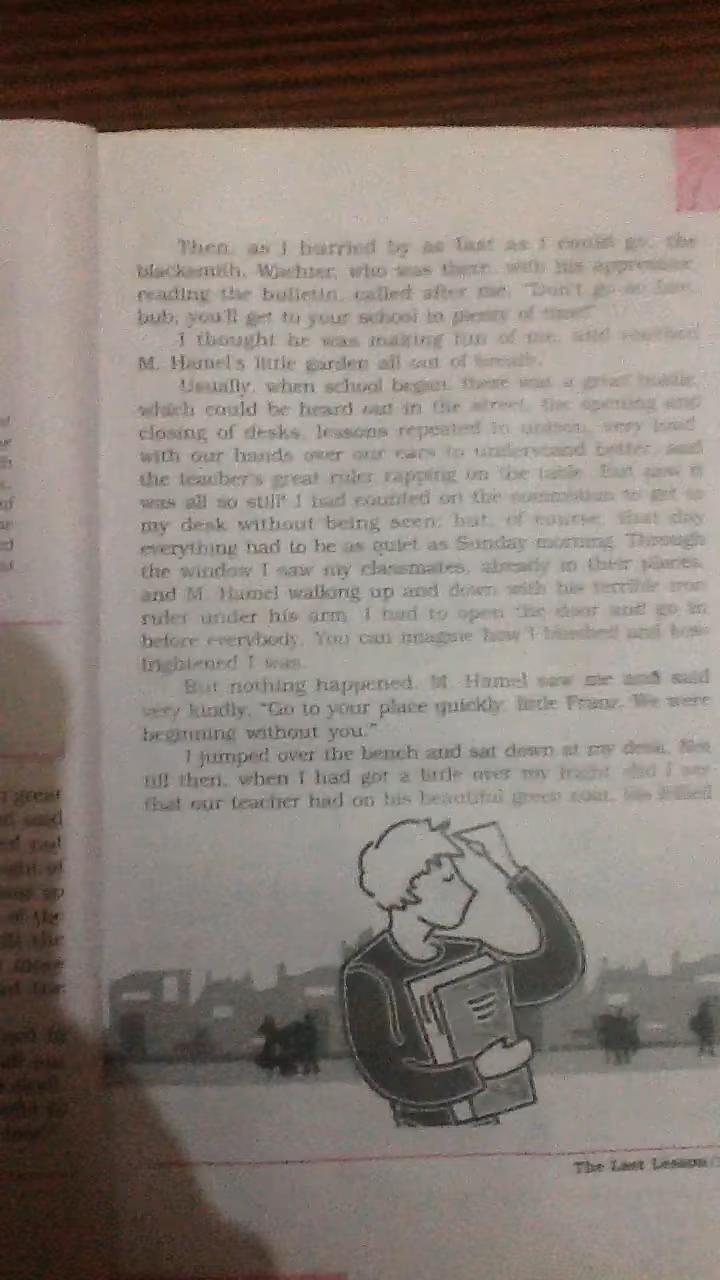 Then, as I hurried by as fast as I could go, the
blacksmith, Wachter, who was there, with his apprentice,
reading the bulletin, called after me, “Don't go so fast,
bub; you'll get to your school in plenty of time!”
I thought he was making fun of me, and reached
M. Hamel's little garden all out of breath.
Usually, when school began, there was a great bustle,
which could be heard out in the street, the opening and
closing of desks, lessons repeated in unison, very loud,
with our hands over our ears to understand better, and
the teacher's great ruler rapping on the table. But now it
was all so still! I had counted on the commotion to get to
my desk without being seen; but, of course, that day
everything had to be as quiet as Sunday morning. Through
the window I saw my classmates, already in their places,
and M. Hamel walking up and down with his terrible iron
ruler under his arm. I had to open the door and go in
before everybody. You can imagine how I blushed and how
frightened I was.
But nothing happened. M. Hamel saw me and said
very kindly, “Go to your place quickly, little Franz. We were
beginning without you.”
I jumped over the bench and sat down at my desk. Not
till then, when I had got a little over my fright, did I see
that our teacher had on his beautiful green coat, his frilled
The Last Lesson